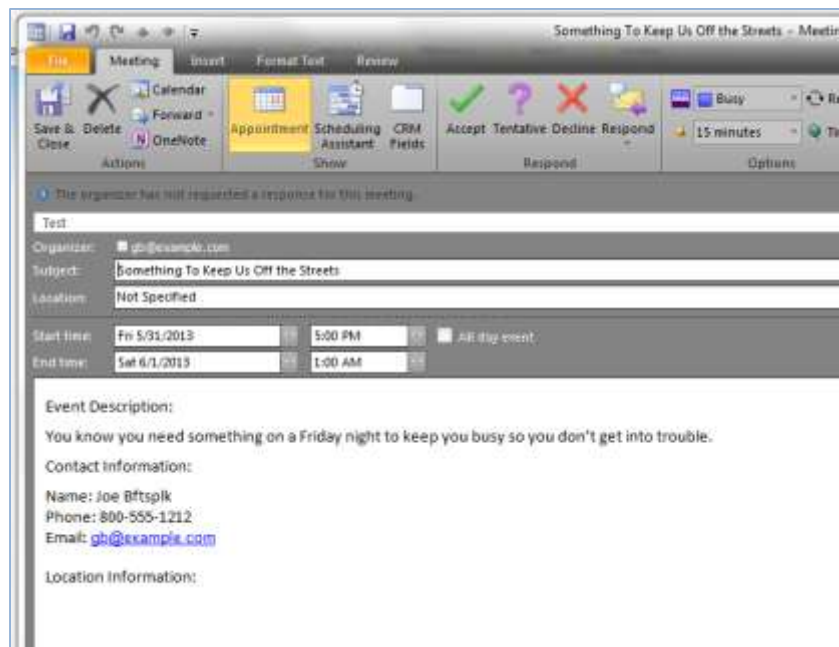 Something To Keep Us Off the Streets - Meetin
File Meeting Insert Format Text Review
Save & Close Delete Calendar Forward OneNote Appointment Scheduling Assistant CRM Fields Accept Tentative Decline Respond Busy Re
15 minutes
Actions Show Respond Options
The organizer has not requested a response for this meeting.
Test
Organizer: gb@example.com
Subject: Something To Keep Us Off the Streets
Location: Not Specified
Start time: Fri 5/31/2013 5:00 PM All day event
End time: Sat 6/1/2013 1:00 AM
Event Description:
You know you need something on a Friday night to keep you busy so you don't get into trouble.
Contact Information:
Name: Joe Bftsplk
Phone: 800-555-1212
Email: gb@example.com
Location Information: